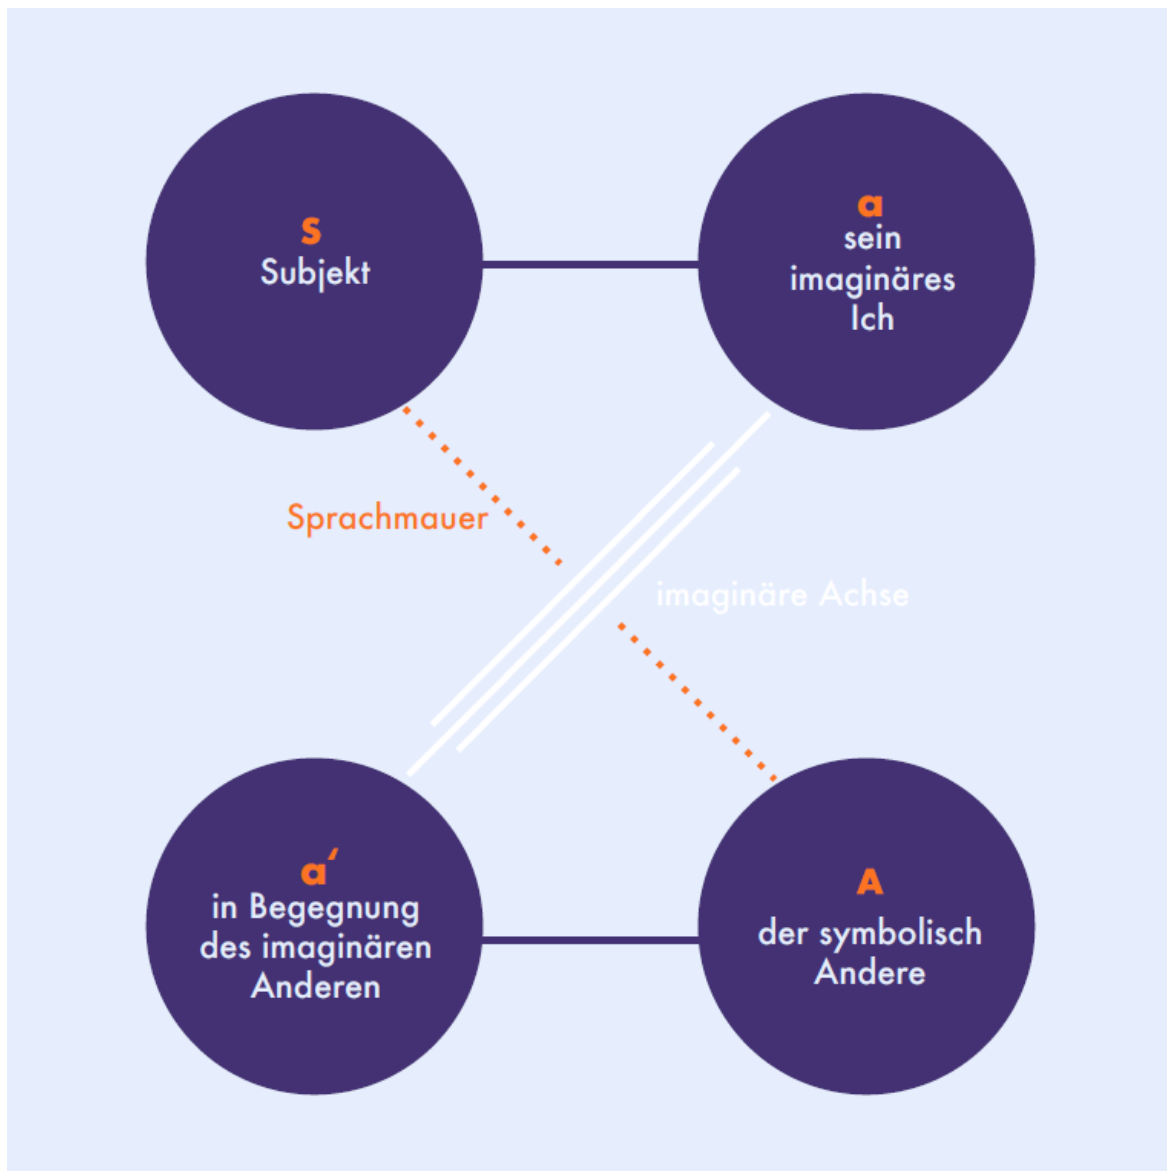 S
Subjekt
a
sein
imaginäres
Ich
Sprachmauer
imaginäre Achse
a‘
in Begegnung
des imaginären
Anderen
A
der symbolisch
Andere